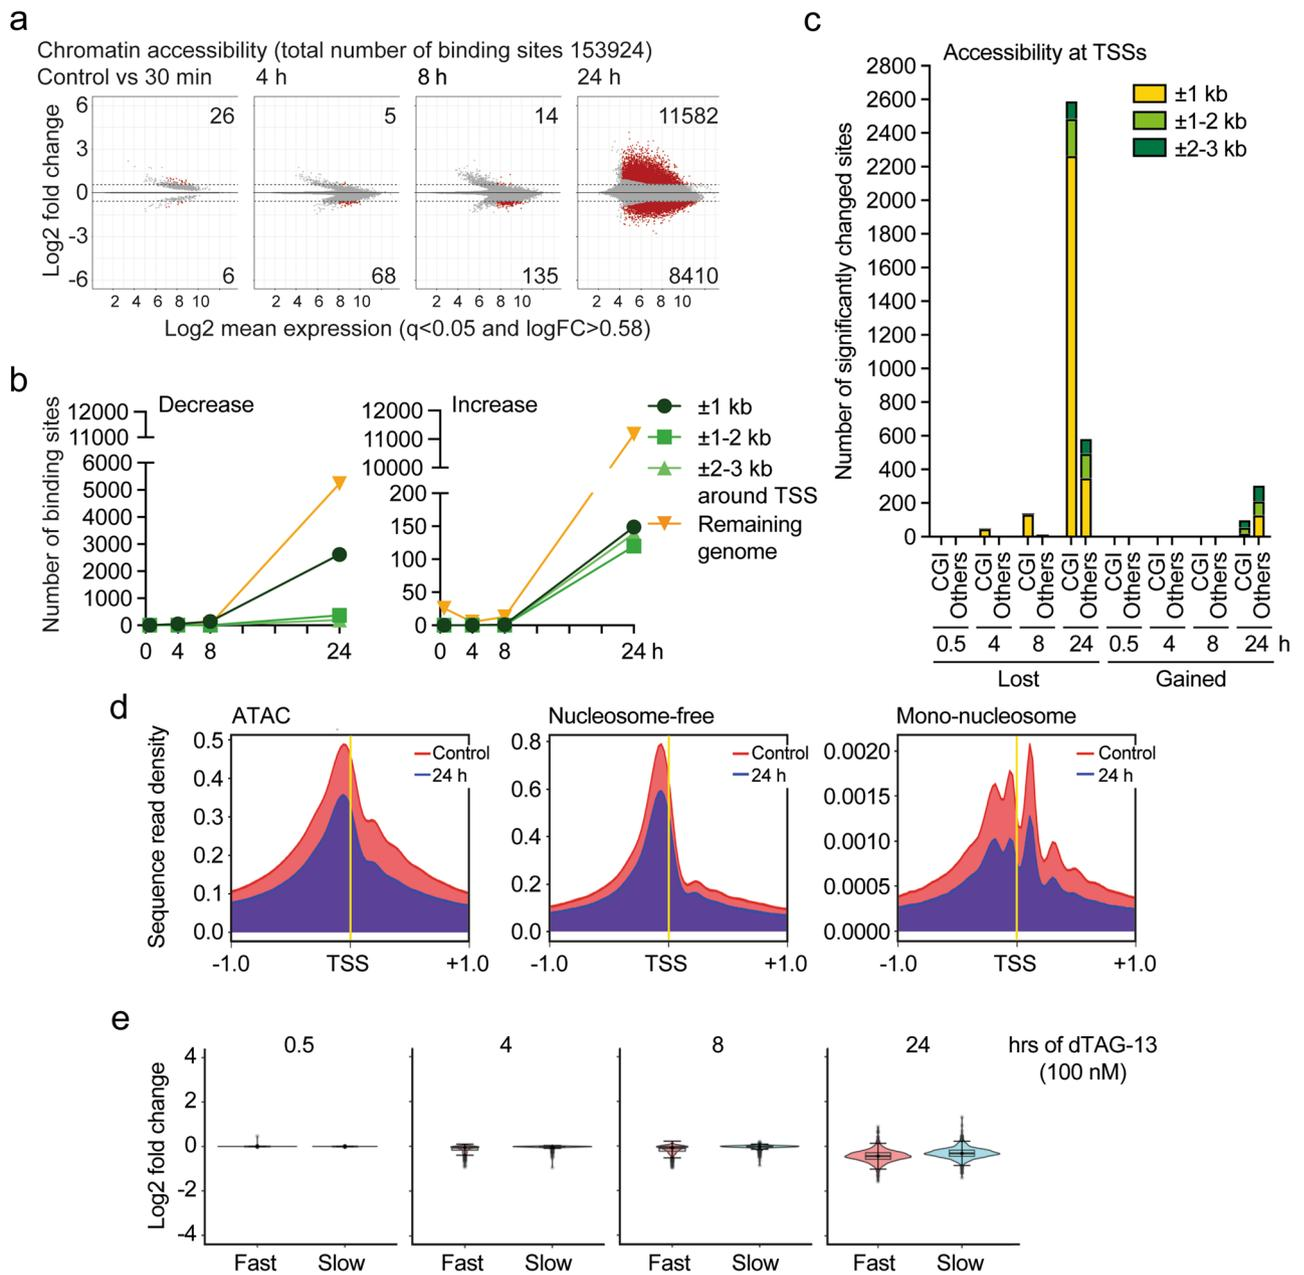 a
Chromatin accessibility (total number of binding sites 153924)
Control vs 30 min
4 h
8 h
24 h
Log2 fold change
6
3
0
-3
-6
26
6
5
68
14
135
11582
8410
2 4 6 8 10
2 4 6 8 10
2 4 6 8 10
2 4 6 8 10
Log2 mean expression (q<0.05 and logFC>0.58)
b
Number of binding sites
Decrease
12000
11000
6000
5000
4000
3000
2000
1000
0
0 4 8 24
Increase
12000
11000
10000
200
150
100
50
0
0 4 8 24 h
±1 kb
±1-2 kb
±2-3 kb
around TSS
Remaining
genome
c
Accessibility at TSSs
Number of significantly changed sites
2800
2600
2400
2200
2000
1800
1600
1400
1200
1000
800
600
400
200
0
±1 kb
±1-2 kb
±2-3 kb
CGI
Others
CGI
Others
CGI
Others
CGI
Others
CGI
Others
CGI
Others
CGI
Others
CGI
Others
0.5 4 8 24 0.5 4 8 24 h
Lost
Gained
d
Sequence read density
ATAC
0.5
0.4
0.3
0.2
0.1
0.0
Control
24 h
-1.0 TSS +1.0
Nucleosome-free
0.8
0.6
0.4
0.2
0.0
Control
24 h
-1.0 TSS +1.0
Mono-nucleosome
0.0020
0.0015
0.0010
0.0005
0.0000
Control
24 h
-1.0 TSS +1.0
e
0.5 4 8 24 hrs of dTAG-13
(100 nM)
Log2 fold change
4
2
0
-2
-4
Fast Slow
Fast Slow
Fast Slow
Fast Slow